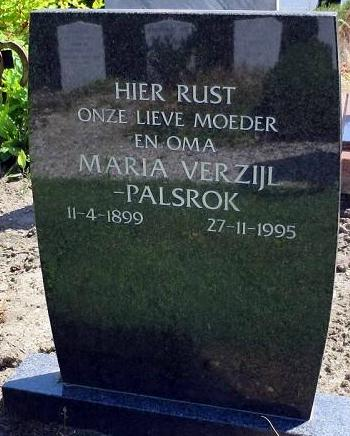 HIER RUST
ONZE LIEVE MOEDER
EN OMA
MARIA VERZIJL
-PALSROK
11-4-1899 27-11-1995